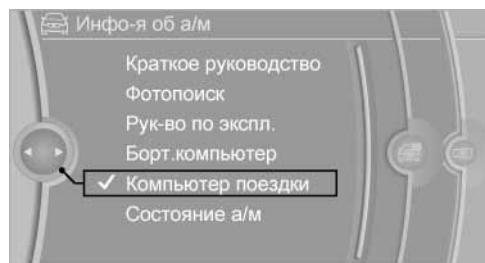 Инфо-я об а/м
Краткое руководство
Фотопоиск
Рук-во по экспл.
Борт.компьютер
Компьютер поездки
Состояние а/м